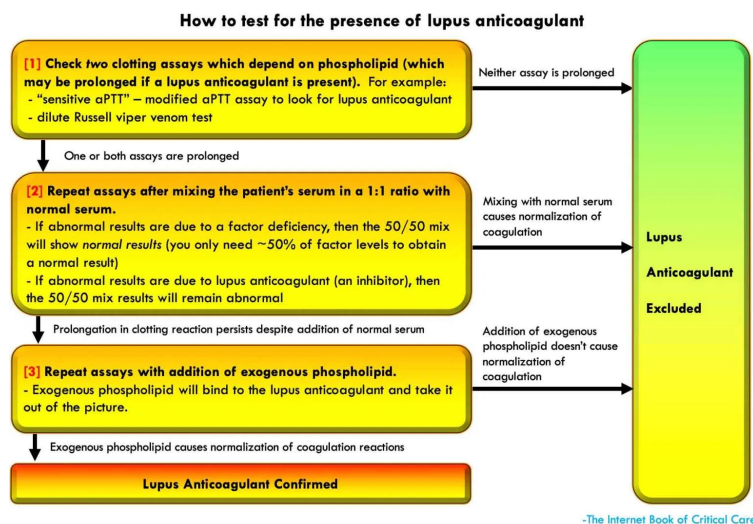 How to test for the presence of lupus anticoagulant
[1] Check two clotting assays which depend on phospholipid (which
may be prolonged if a lupus anticoagulant is present). For example:
- “sensitive aPTT” – modified aPTT assay to look for lupus anticoagulant
- dilute Russell viper venom test
Neither assay is prolonged
One or both assays are prolonged
[2] Repeat assays after mixing the patient’s serum in a 1:1 ratio with
normal serum.
- If abnormal results are due to a factor deficiency, then the 50/50 mix
will show normal results (you only need ~50% of factor levels to obtain
a normal result)
- If abnormal results are due to lupus anticoagulant (an inhibitor), then
the 50/50 mix results will remain abnormal
Mixing with normal serum
causes normalization of
coagulation
Lupus
Anticoagulant
Excluded
Prolongation in clotting reaction persists despite addition of normal serum
Addition of exogenous
phospholipid doesn’t cause
normalization of
coagulation
[3] Repeat assays with addition of exogenous phospholipid.
- Exogenous phospholipid will bind to the lupus anticoagulant and take it
out of the picture.
Exogenous phospholipid causes normalization of coagulation reactions
Lupus Anticoagulant Confirmed
-The Internet Book of Critical Care